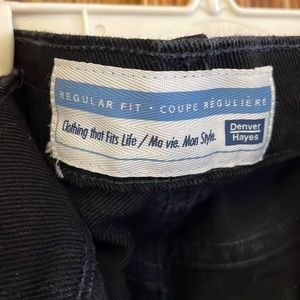 REGULAR FIT · COUPE RÉGULIÈRE
Clothing that Fits Life / Ma vie. Mon Style.
Denver
Hayes